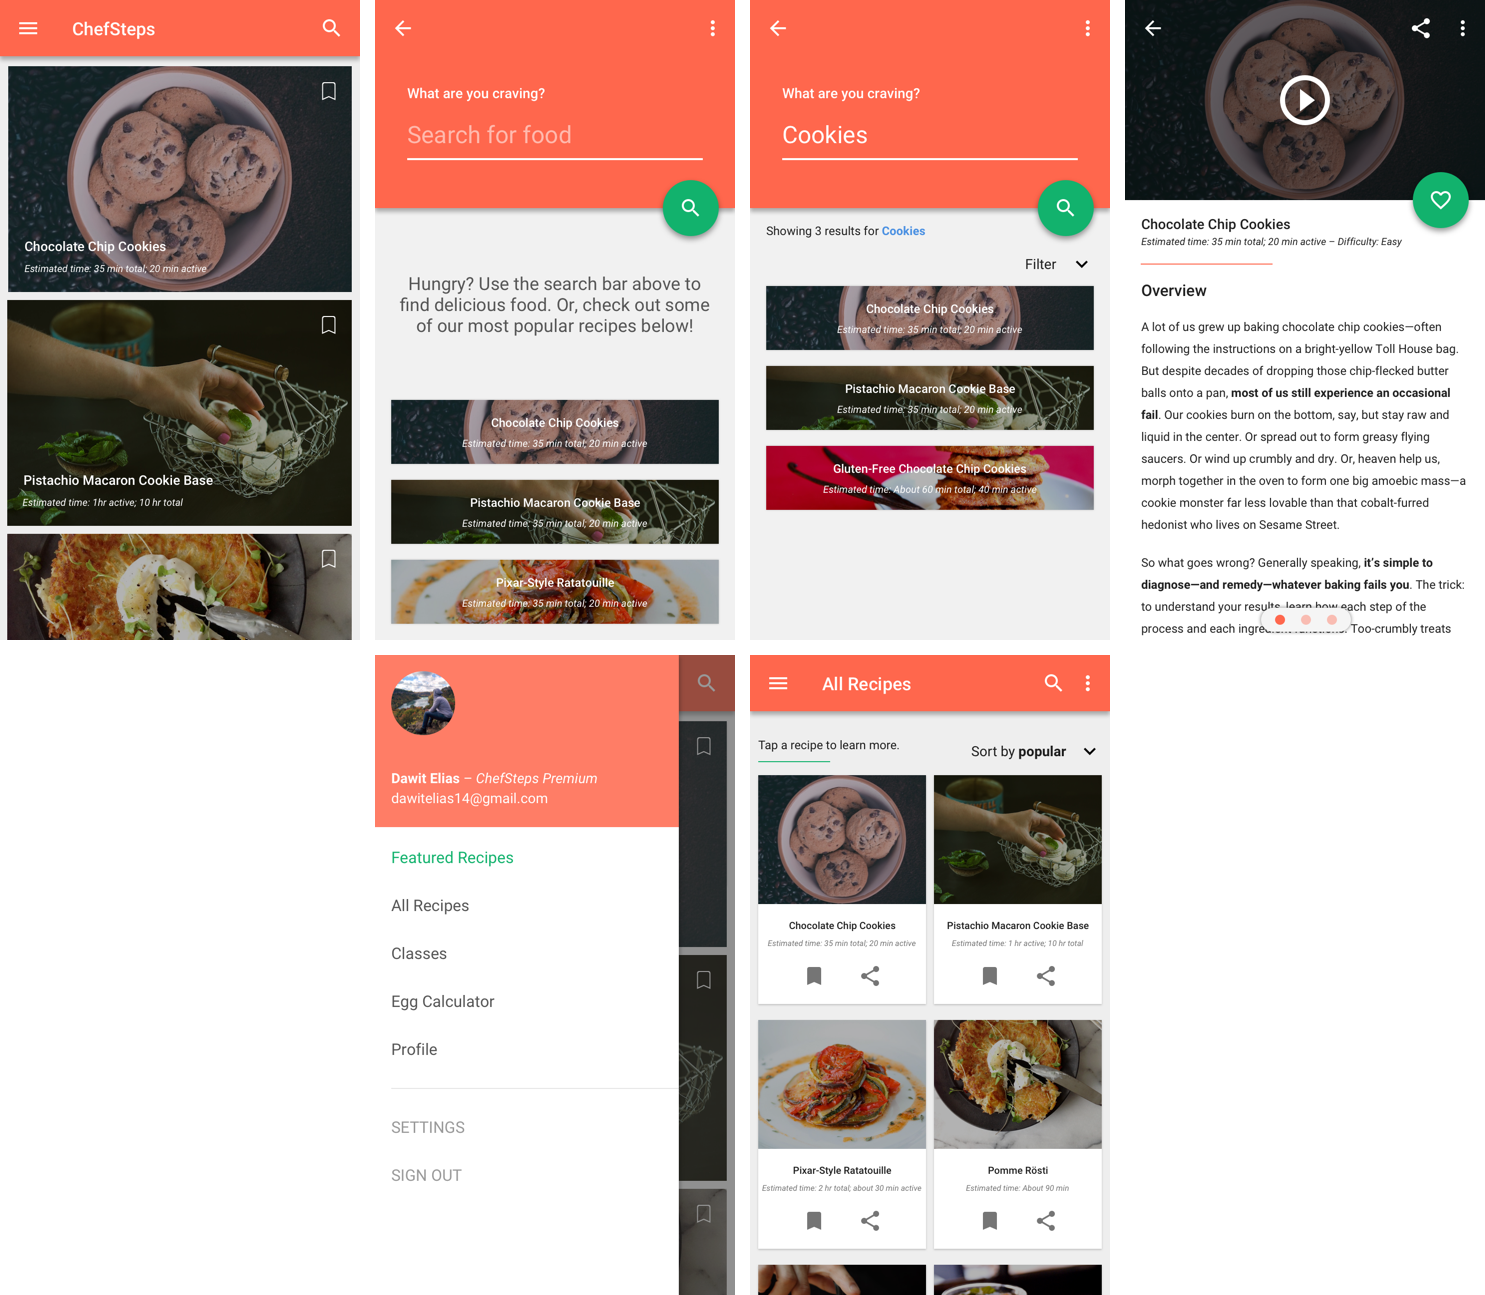 ChefSteps
Chocolate Chip Cookies
Estimated time: 35 min total; 20 min active
Pistachio Macaron Cookie Base
Estimated time: 1hr active; 10 hr total
What are you craving?
Search for food
Hungry? Use the search bar above to
find delicious food. Or, check out some
of our most popular recipes below!
Chocolate Chip Cookies
Estimated time: 35 min total; 20 min active
Pistachio Macaron Cookie Base
Estimated time: 35 min total; 20 min active
Pixar-Style Ratatouille
Estimated time: 35 min total; 20 min active
What are you craving?
Cookies
Showing 3 results for Cookies
Filter
Chocolate Chip Cookies
Estimated time: 35 min total; 20 min active
Pistachio Macaron Cookie Base
Estimated time: 35 min total; 20 min active
Gluten-Free Chocolate Chip Cookies
Estimated time: About 60 min total; 40 min active
Chocolate Chip Cookies
Estimated time: 35 min total; 20 min active – Difficulty: Easy
Overview
A lot of us grew up baking chocolate chip cookies—often
following the instructions on a bright-yellow Toll House bag.
But despite decades of dropping those chip-flecked butter
balls onto a pan, most of us still experience an occasional
fail. Our cookies burn on the bottom, say, but stay raw and
liquid in the center. Or spread out to form greasy flying
saucers. Or wind up crumbly and dry. Or, heaven help us,
morph together in the oven to form one big amoebic mass—a
cookie monster far less lovable than that cobalt-furred
hedonist who lives on Sesame Street.
So what goes wrong? Generally speaking, it's simple to
diagnose—and remedy—whatever baking fails you. The trick:
to understand your results, learn how each step of the
process and each ingredient functions. Too-crumbly treats
Dawit Elias – ChefSteps Premium
dawitelias14@gmail.com
Featured Recipes
All Recipes
Classes
Egg Calculator
Profile
SETTINGS
SIGN OUT
All Recipes
Tap a recipe to learn more.
Sort by popular
Chocolate Chip Cookies
Estimated time: 35 min total; 20 min active
Pistachio Macaron Cookie Base
Estimated time: 1 hr active; 10 hr total
Pixar-Style Ratatouille
Estimated time: 2 hr total; about 30 min active
Pomme Rösti
Estimated time: About 90 min